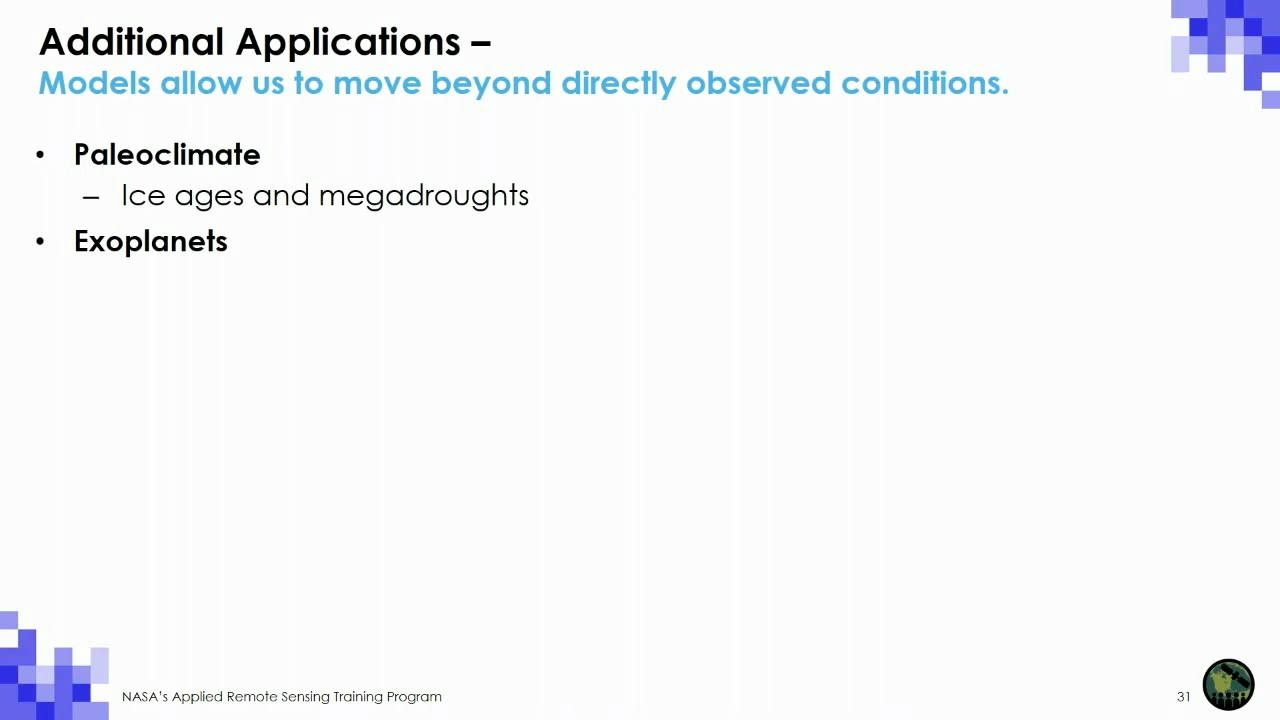 Additional Applications –
Models allow us to move beyond directly observed conditions.
• Paleoclimate
– Ice ages and megadroughts
• Exoplanets
NASA's Applied Remote Sensing Training Program
31